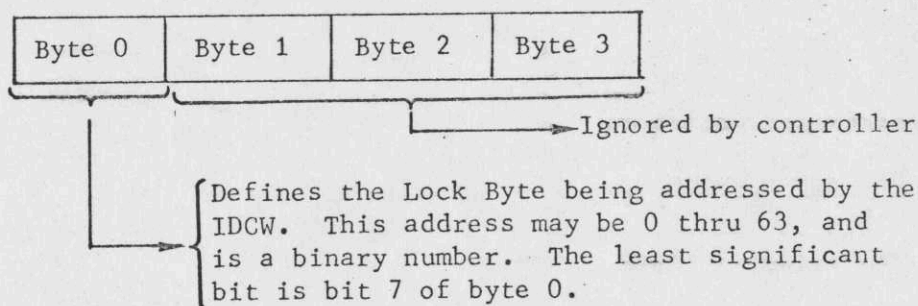 Byte 0 Byte 1 Byte 2 Byte 3
Ignored by controller
Defines the Lock Byte being addressed by the
IDCW. This address may be 0 thru 63, and
is a binary number. The least significant
bit is bit 7 of byte 0.